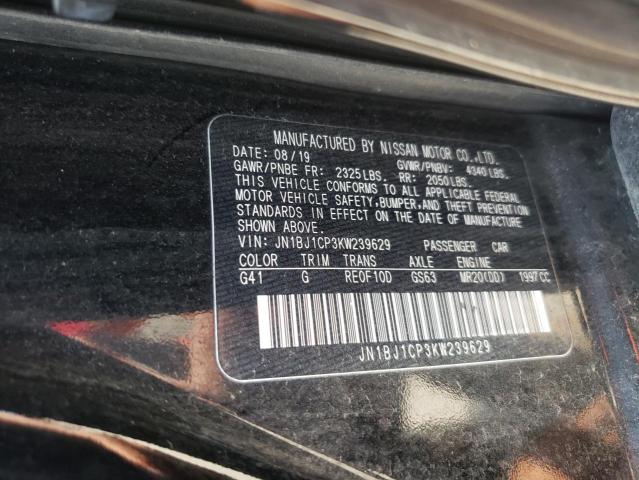 MANUFACTURED BY NISSAN MOTOR CO.,LTD.
DATE: 08/19 GVWR/PNBV: 4340 LBS.
GAWR/PNBE FR: 2325 LBS. RR: 2050 LBS.
THIS VEHICLE CONFORMS TO ALL APPLICABLE FEDERAL
MOTOR VEHICLE SAFETY, BUMPER, AND THEFT PREVENTION
STANDARDS IN EFFECT ON THE DATE OF MANUFACTURE
SHOWN ABOVE.
VIN: JN1BJ1CP3KW239629 PASSENGER CAR
COLOR TRIM TRANS AXLE ENGINE
G41 G RE0F10D GS63 MR20(DD) 1997CC
JN1BJ1CP3KW239629